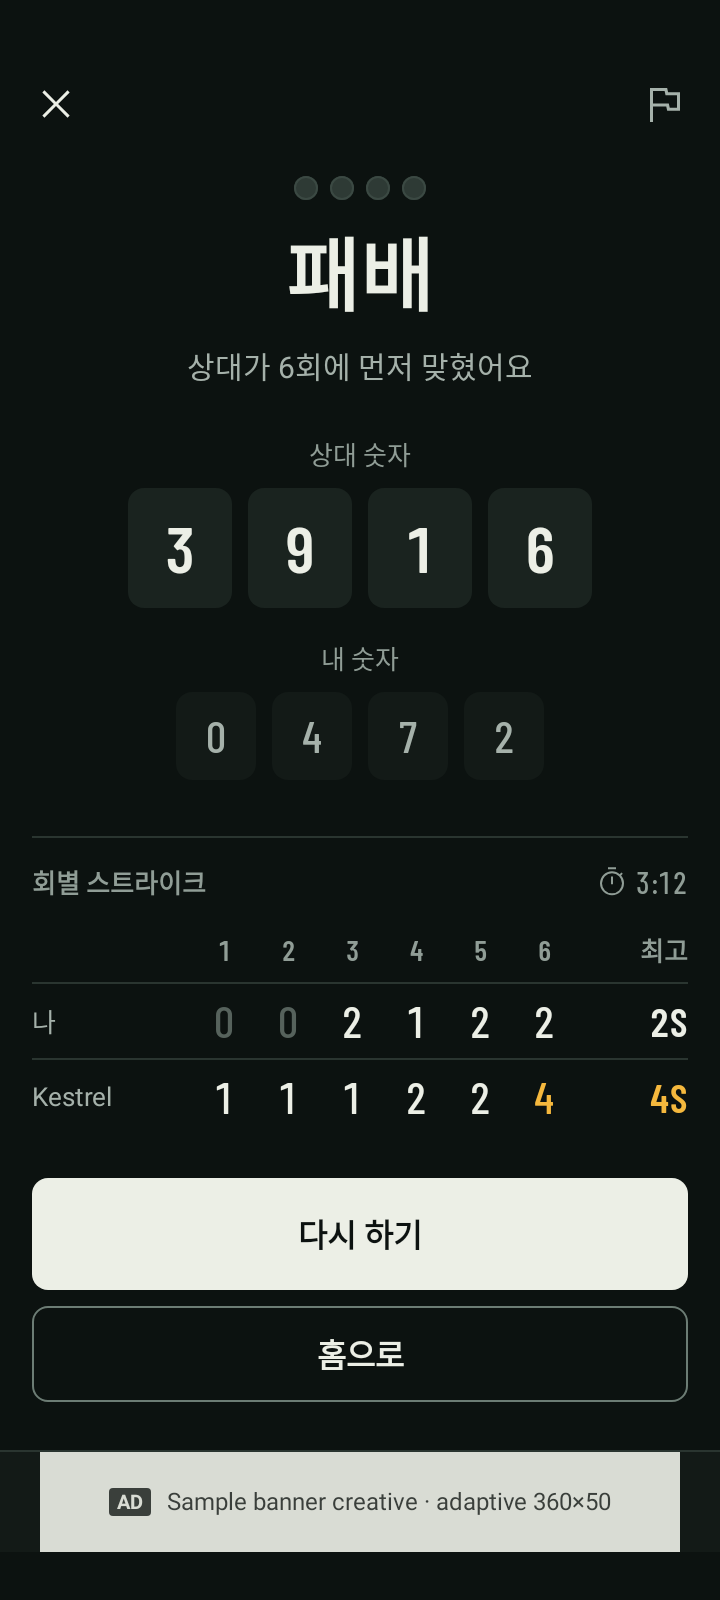 패배
상대가 6회에 먼저 맞혔어요
상대 숫자
3 9 1 6
내 숫자
0 4 7 2
회별 스트라이크 3:12
1 2 3 4 5 6 최고
나 0 0 2 1 2 2 2S
Kestrel 1 1 1 2 2 4 4S
다시 하기
홈으로
AD Sample banner creative · adaptive 360×50